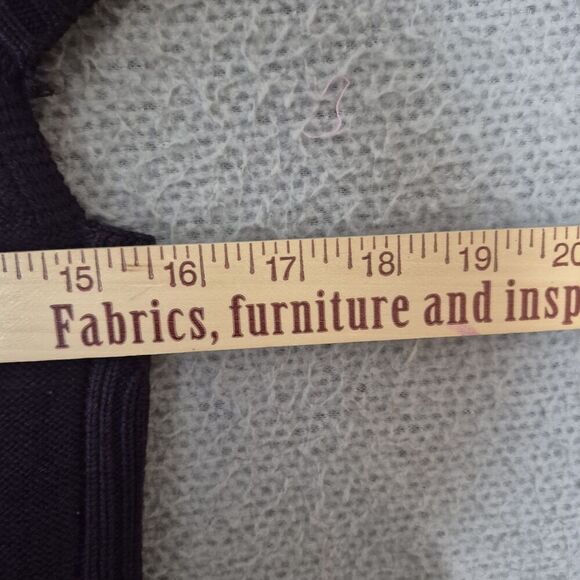 15 16 17 18 19 20
Fabrics, furniture and insp